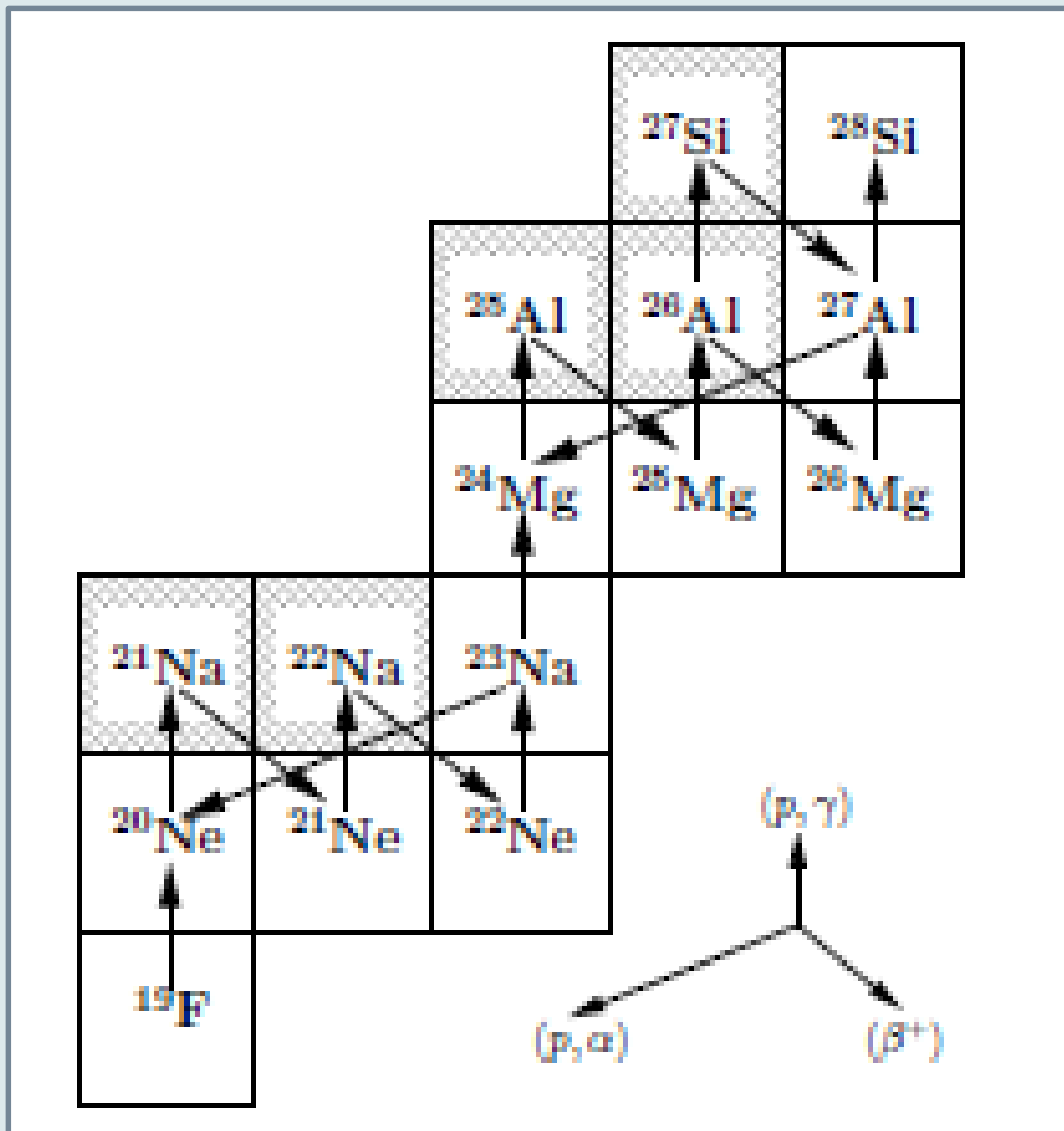 ²⁷Si ²⁸Si
²⁵Al ²⁶Al ²⁷Al
²⁴Mg ²⁵Mg ²⁶Mg
²¹Na ²²Na ²³Na
²⁰Ne ²¹Ne ²²Ne
(p, γ)
¹⁹F
(p, α) (β⁺)